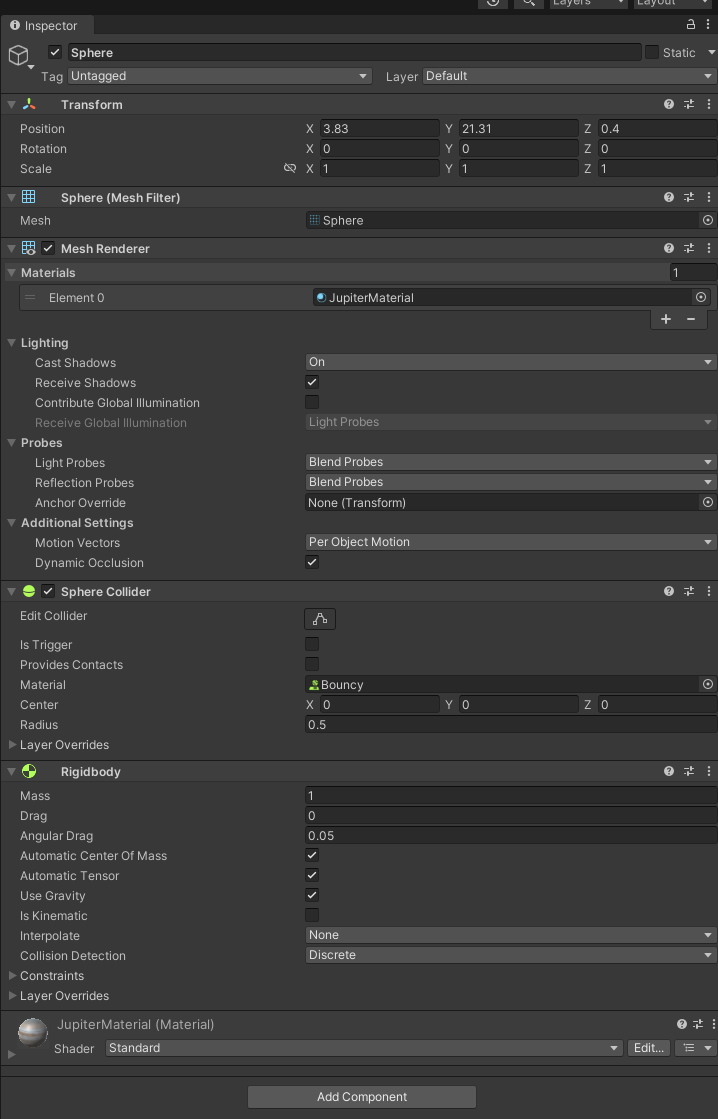 Layers Layout
Inspector
Sphere Static
Tag Untagged Layer Default
Transform
Position X 3.83 Y 21.31 Z 0.4
Rotation X 0 Y 0 Z 0
Scale X 1 Y 1 Z 1
Sphere (Mesh Filter)
Mesh Sphere
Mesh Renderer
Materials 1
Element 0 JupiterMaterial
Lighting
Cast Shadows On
Receive Shadows
Contribute Global Illumination
Receive Global Illumination Light Probes
Probes
Light Probes Blend Probes
Reflection Probes Blend Probes
Anchor Override None (Transform)
Additional Settings
Motion Vectors Per Object Motion
Dynamic Occlusion
Sphere Collider
Edit Collider
Is Trigger
Provides Contacts
Material Bouncy
Center X 0 Y 0 Z 0
Radius 0.5
Layer Overrides
Rigidbody
Mass 1
Drag 0
Angular Drag 0.05
Automatic Center Of Mass
Automatic Tensor
Use Gravity
Is Kinematic
Interpolate None
Collision Detection Discrete
Constraints
Layer Overrides
JupiterMaterial (Material)
Shader Standard Edit...
Add Component